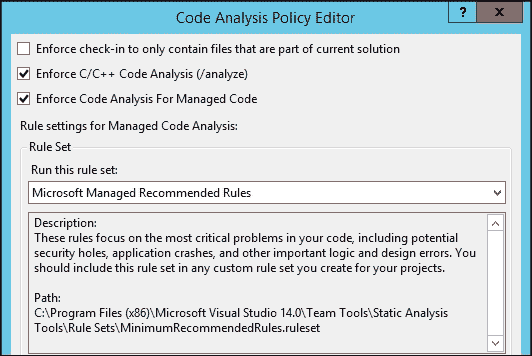 Code Analysis Policy Editor
?
x
Enforce check-in to only contain files that are part of current solution
Enforce C/C++ Code Analysis (/analyze)
Enforce Code Analysis For Managed Code
Rule settings for Managed Code Analysis:
Rule Set
Run this rule set:
Microsoft Managed Recommended Rules
Description:
These rules focus on the most critical problems in your code, including potential
security holes, application crashes, and other important logic and design errors. You
should include this rule set in any custom rule set you create for your projects.
Path:
C:\Program Files (x86)\Microsoft Visual Studio 14.0\Team Tools\Static Analysis
Tools\Rule Sets\MinimumRecommendedRules.ruleset